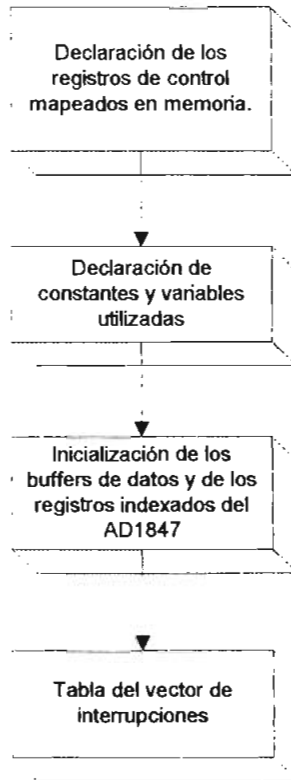 Declaración de los
registros de control
mapeados en memoria.
Declaración de
constantes y variables
utilizadas
Inicialización de los
buffers de datos y de los
registros indexados del
AD1847
Tabla del vector de
interrupciones